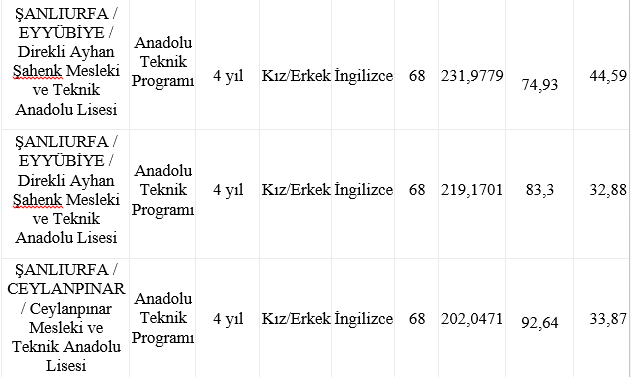 ŞANLIURFA /
EYYÜBİYE /
Direkli Ayhan
Şahenk Mesleki
ve Teknik
Anadolu Lisesi
Anadolu
Teknik
Programı
4 yıl
Kız/Erkek
İngilizce
68
231,9779
74,93
44,59
ŞANLIURFA /
EYYÜBİYE /
Direkli Ayhan
Şahenk Mesleki
ve Teknik
Anadolu Lisesi
Anadolu
Teknik
Programı
4 yıl
Kız/Erkek
İngilizce
68
219,1701
83,3
32,88
ŞANLIURFA /
CEYLANPINAR
/ Ceylanpınar
Mesleki ve
Teknik Anadolu
Lisesi
Anadolu
Teknik
Programı
4 yıl
Kız/Erkek
İngilizce
68
202,0471
92,64
33,87